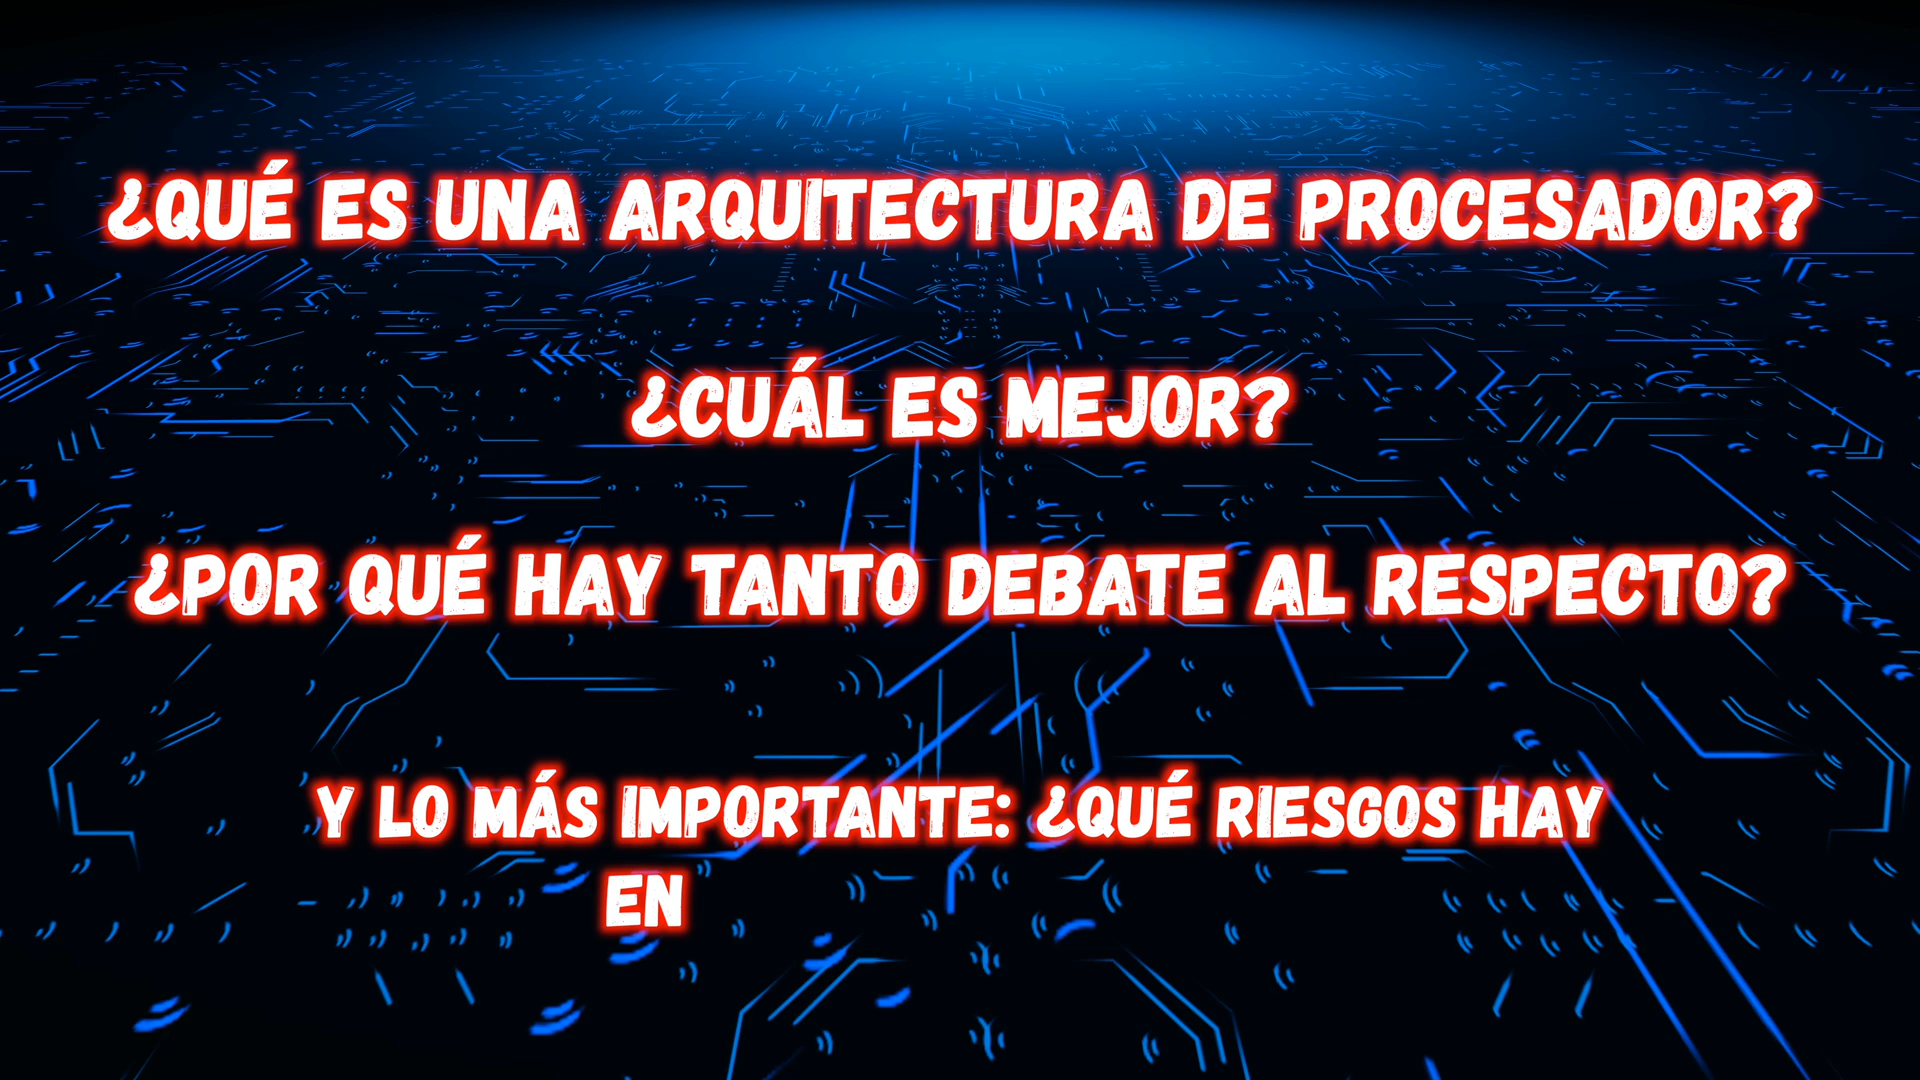 ¿QUÉ ES UNA ARQUITECTURA DE PROCESADOR?
¿CUÁL ES MEJOR?
¿POR QUÉ HAY TANTO DEBATE AL RESPECTO?
Y LO MÁS IMPORTANTE: ¿QUÉ RIESGOS HAY
EN